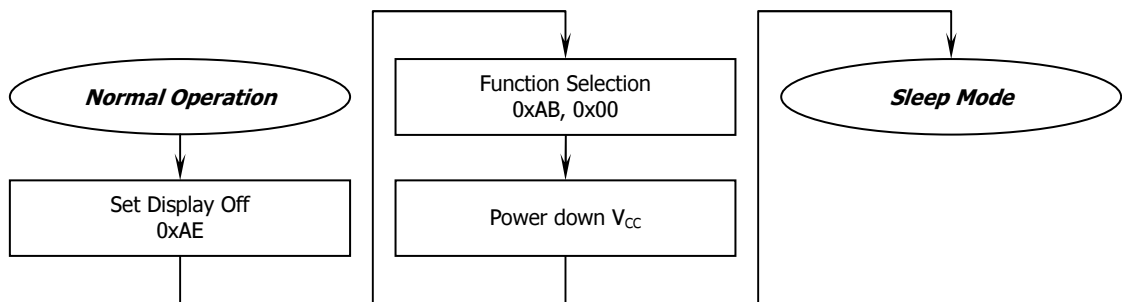 Normal Operation
Set Display Off
0xAE
Function Selection
0xAB, 0x00
Power down VCC
Sleep Mode